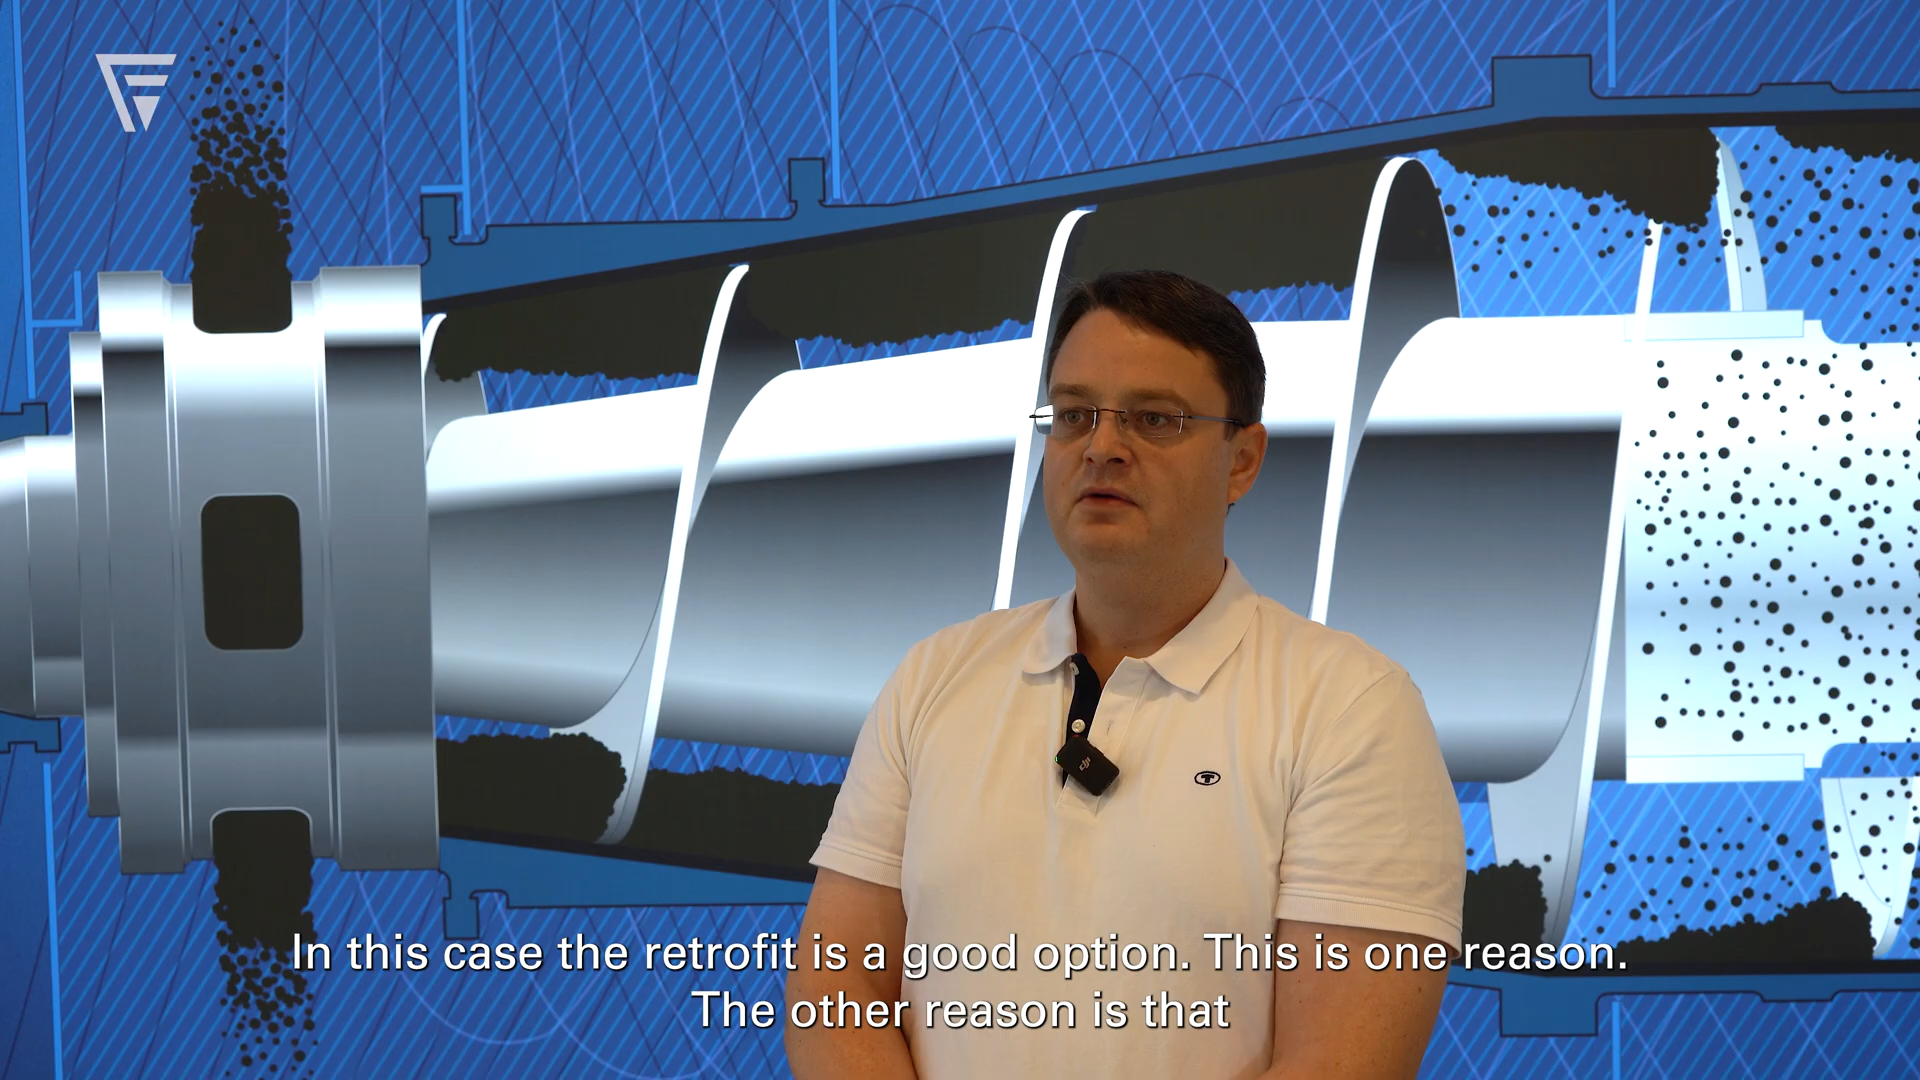 In this case the retrofit is a good option. This is one reason.
The other reason is that